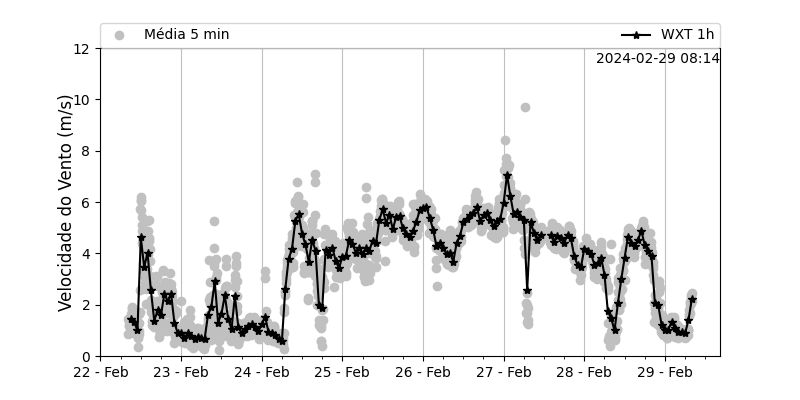 Média 5 min
WXT 1h
2024-02-29 08:14
Velocidade do Vento (m/s)
12
10
8
6
4
2
0
22 - Feb
23 - Feb
24 - Feb
25 - Feb
26 - Feb
27 - Feb
28 - Feb
29 - Feb